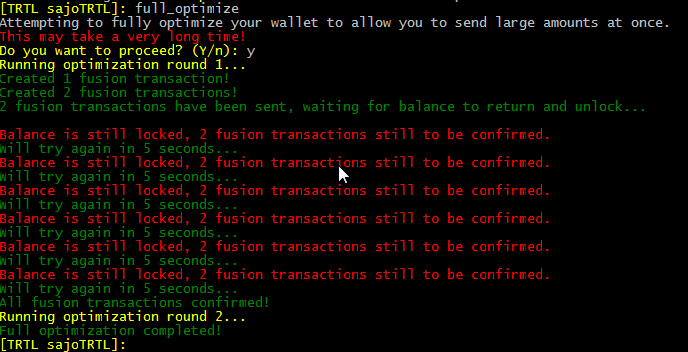 [TRTL sajoTRTL]: full_optimize
Attempting to fully optimize your wallet to allow you to send large amounts at once.
This may take a very long time!
Do you want to proceed? (Y/n): y
Running optimization round 1...
Created 1 fusion transaction!
Created 2 fusion transactions!
2 fusion transactions have been sent, waiting for balance to return and unlock...
Balance is still locked, 2 fusion transactions still to be confirmed.
Will try again in 5 seconds...
Balance is still locked, 2 fusion transactions still to be confirmed.
Will try again in 5 seconds...
Balance is still locked, 2 fusion transactions still to be confirmed.
Will try again in 5 seconds...
Balance is still locked, 2 fusion transactions still to be confirmed.
Will try again in 5 seconds...
Balance is still locked, 2 fusion transactions still to be confirmed.
Will try again in 5 seconds...
Balance is still locked, 2 fusion transactions still to be confirmed.
Will try again in 5 seconds...
All fusion transactions confirmed!
Running optimization round 2...
Full optimization completed!
[TRTL sajoTRTL]: